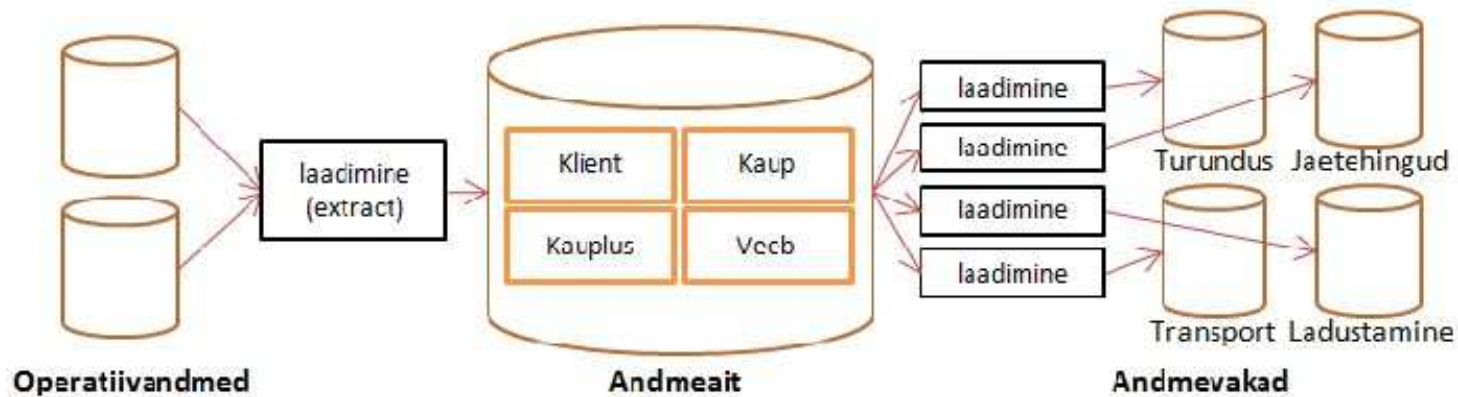 laadimine
(extract)
Klient
Kaup
Kauplus
Veeb
laadimine
laadimine
laadimine
laadimine
Turundus
Jaetehingud
Transport
Ladustamine
Operatiivandmed
Andmeait
Andmevakad